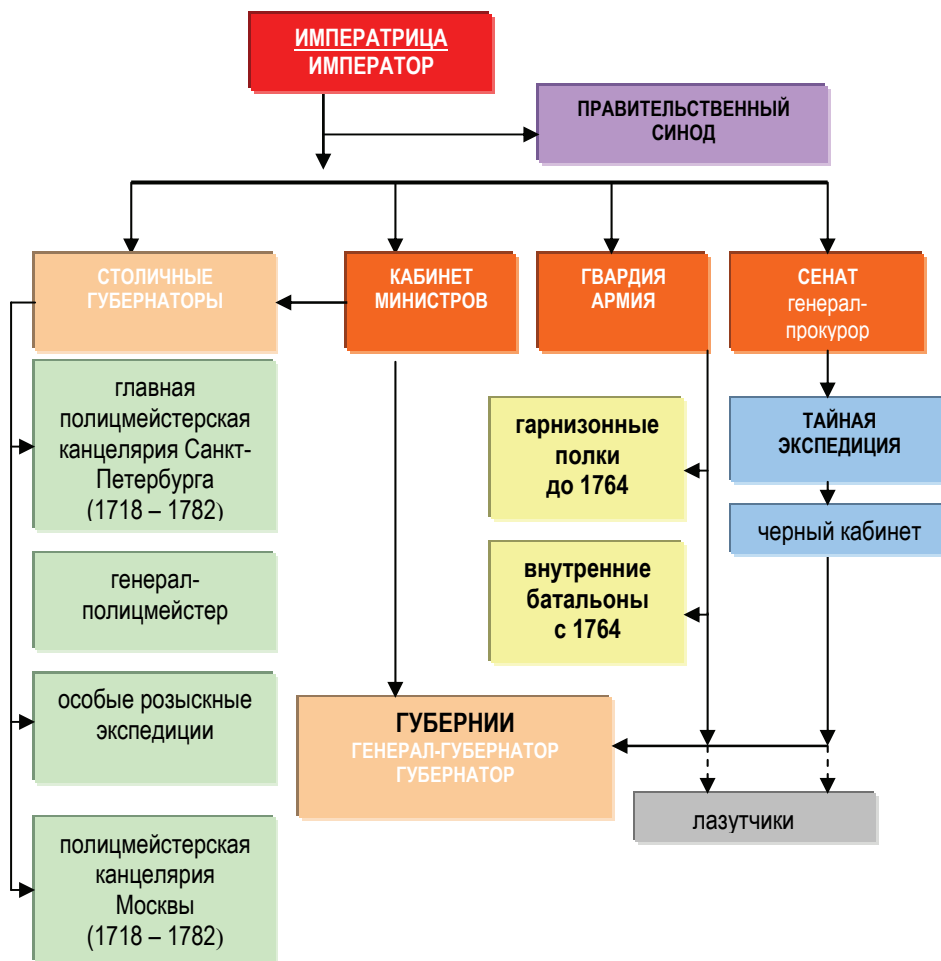 ИМПЕРАТРИЦА
ИМПЕРАТОР
ПРАВИТЕЛЬСТВЕННЫЙ
СИНОД
СТОЛИЧНЫЕ
ГУБЕРНАТОРЫ
КАБИНЕТ
МИНИСТРОВ
ГВАРДИЯ
АРМИЯ
СЕНАТ
генерал-
прокурор
главная
полицмейстерская
канцелярия Санкт-
Петербурга
(1718 – 1782)
гарнизонные
полки
до 1764
ТАЙНАЯ
ЭКСПЕДИЦИЯ
черный кабинет
генерал-
полицмейстер
внутренние
батальоны
с 1764
особые розыскные
экспедиции
ГУБЕРНИИ
ГЕНЕРАЛ-ГУБЕРНАТОР
ГУБЕРНАТОР
лазутчики
полицмейстерская
канцелярия
Москвы
(1718 – 1782)